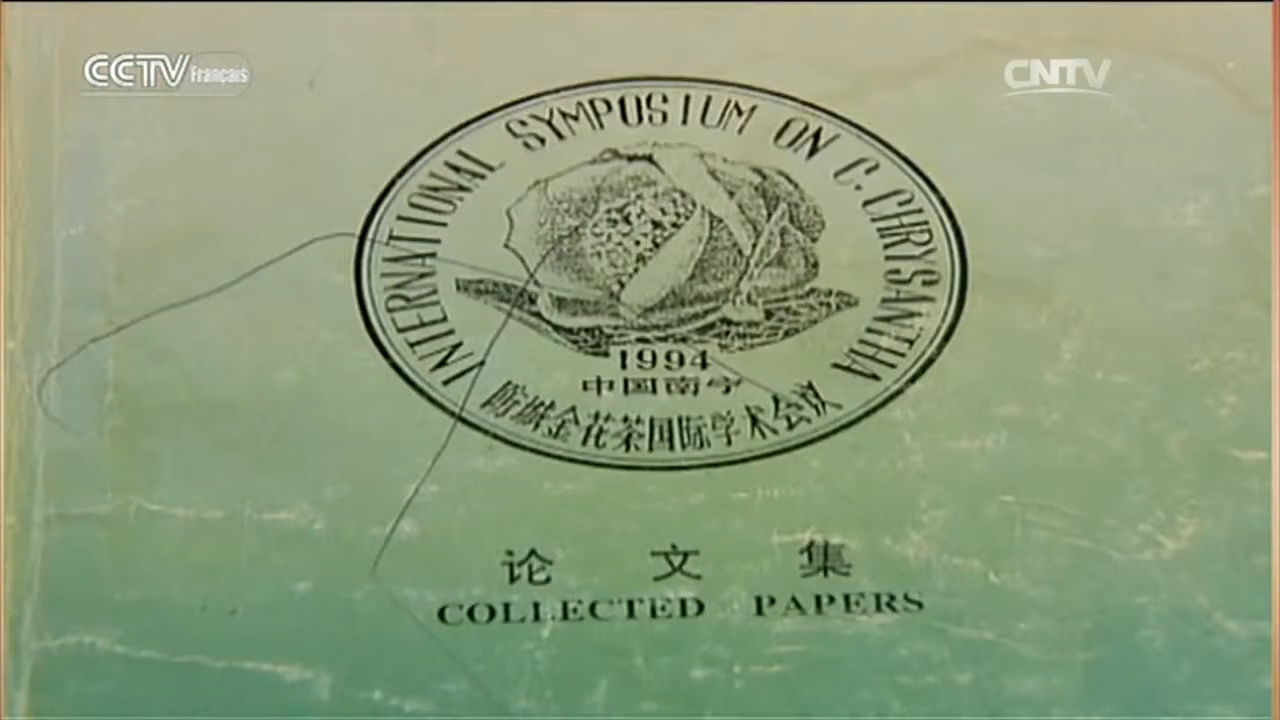 CCTV Français
CNTV
INTERNATIONAL SYMPOSIUM ON C. CHRYSANTHA
1994
中国南宁
防城金花茶国际学术会议
论文集
COLLECTED PAPERS